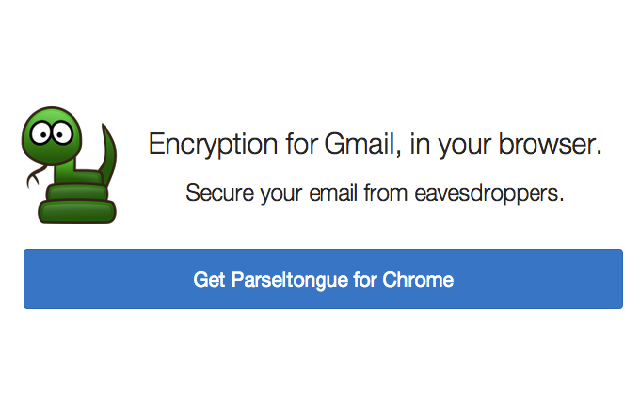 Encryption for Gmail, in your browser.
Secure your email from eavesdroppers.
Get Parseltongue for Chrome